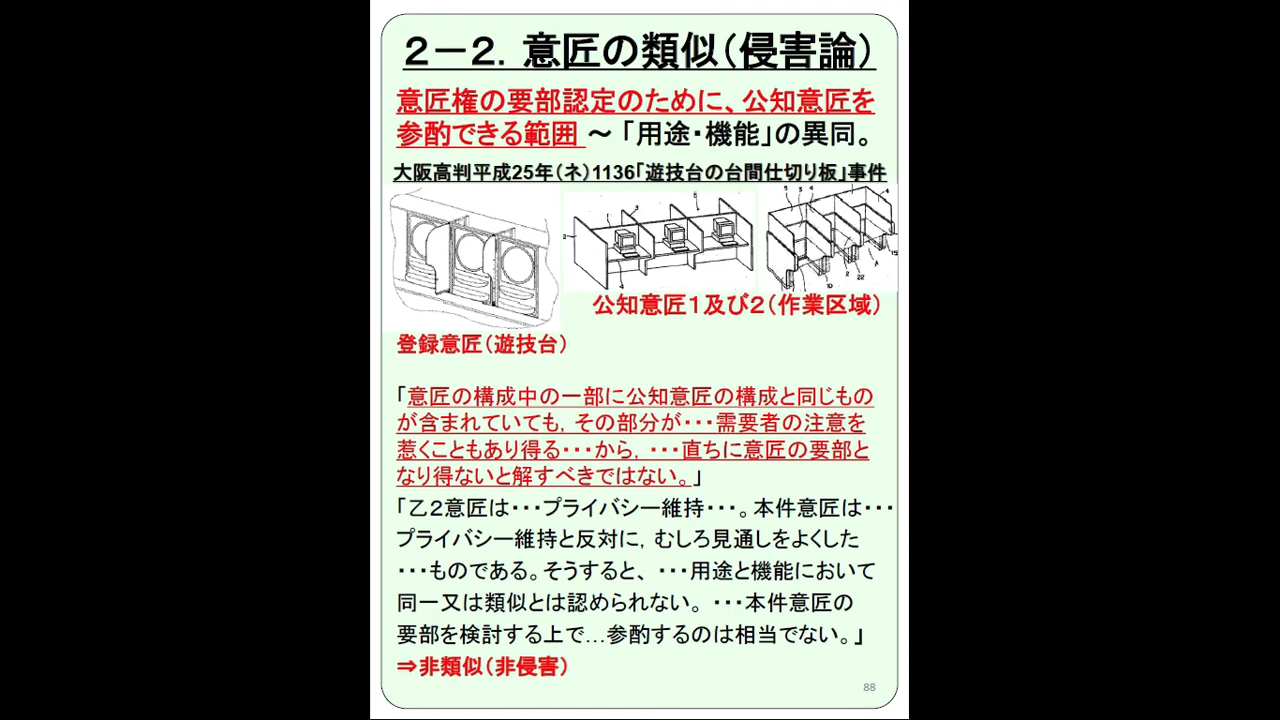 ２－２．意匠の類似（侵害論）
意匠権の要部認定のために、公知意匠を
参酌できる範囲 ～ 「用途・機能」の異同。
大阪高判平成25年（ネ）1136「遊技台の台間仕切り板」事件
公知意匠１及び２（作業区域）
登録意匠（遊技台）
「意匠の構成中の一部に公知意匠の構成と同じもの
が含まれていても，その部分が・・・需要者の注意を
惹くこともあり得る・・・から，・・・直ちに意匠の要部と
なり得ないと解すべきではない。」
「乙２意匠は・・・プライバシー維持・・・。本件意匠は・・・
プライバシー維持と反対に，むしろ見通しをよくした
・・・ものである。そうすると、・・・用途と機能において
同一又は類似とは認められない。・・・本件意匠の
要部を検討する上で…参酌するのは相当でない。」
⇒非類似（非侵害）
88